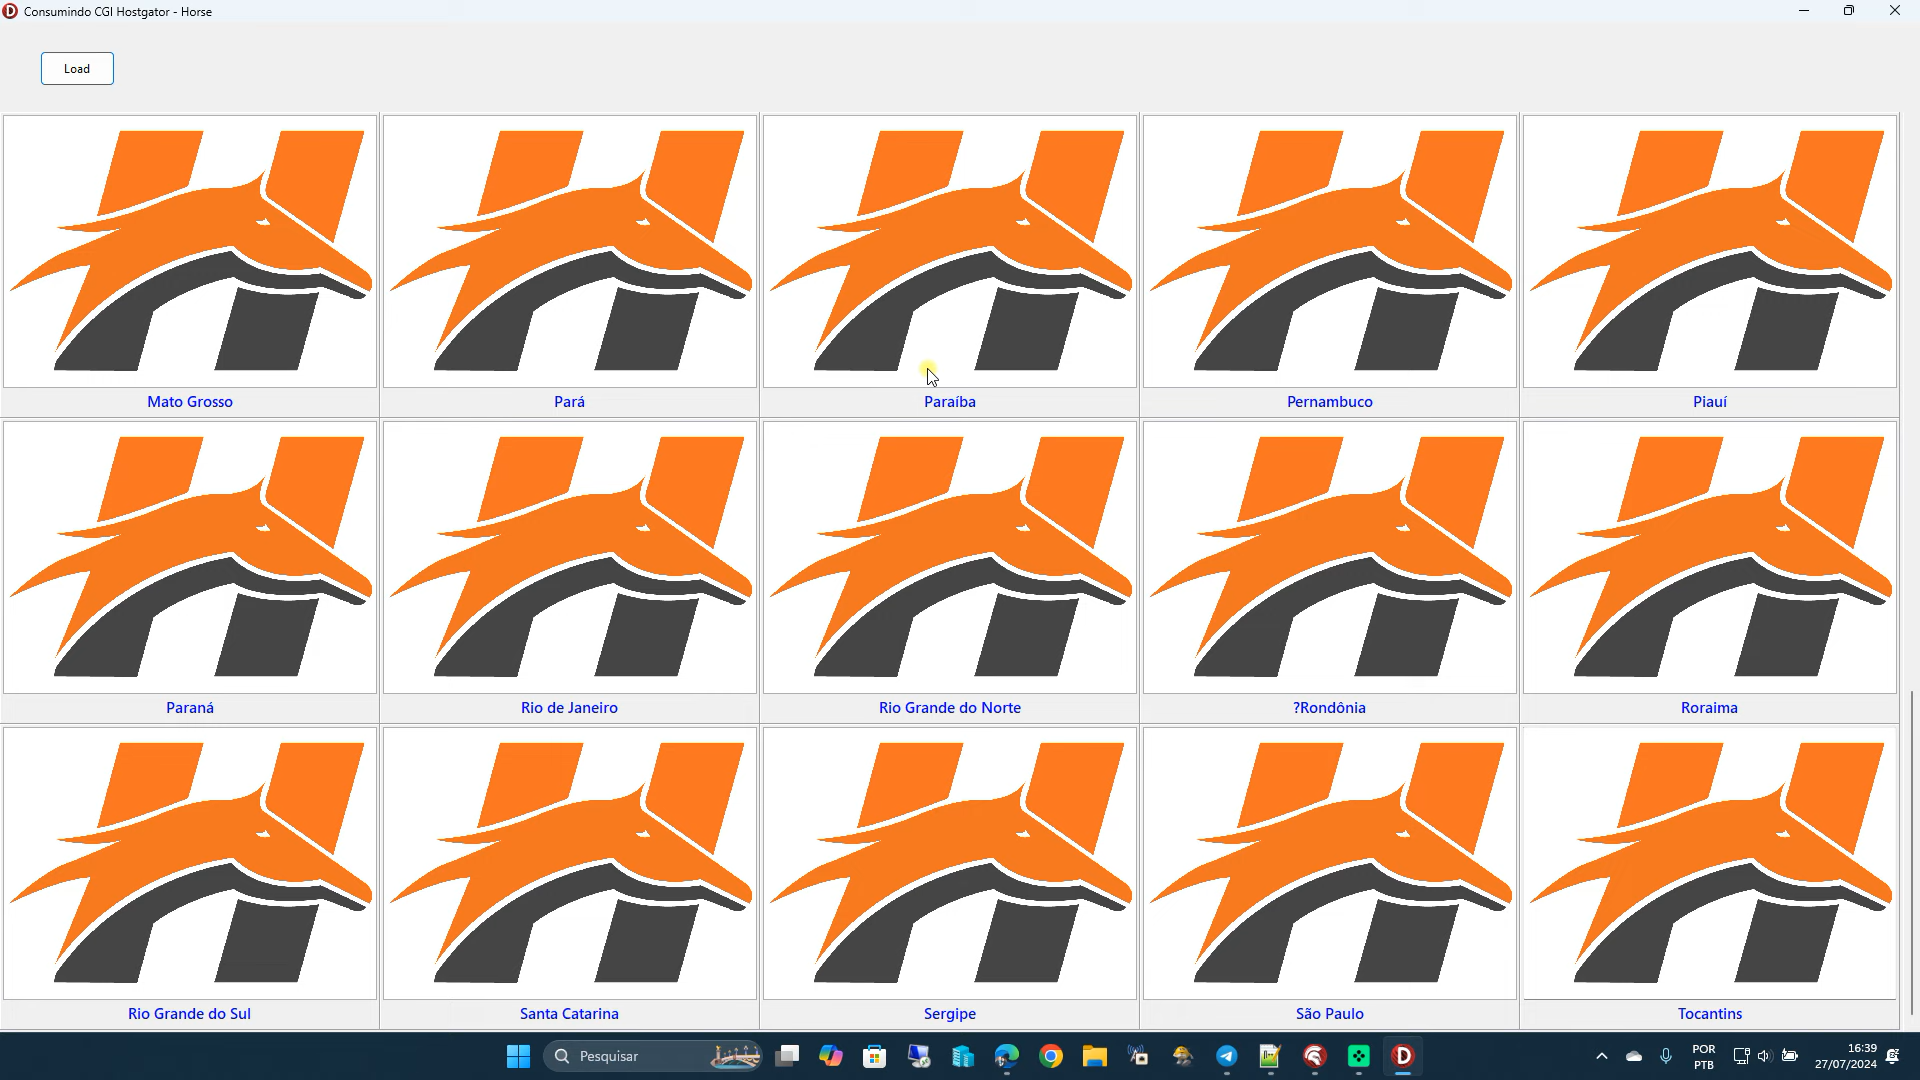 Consumindo CGI Hostgator - Horse
Load
Mato Grosso
Pará
Paraíba
Pernambuco
Piauí
Paraná
Rio de Janeiro
Rio Grande do Norte
?Rondônia
Roraima
Rio Grande do Sul
Santa Catarina
Sergipe
São Paulo
Tocantins
Pesquisar
POR
PTB
16:39
27/07/2024